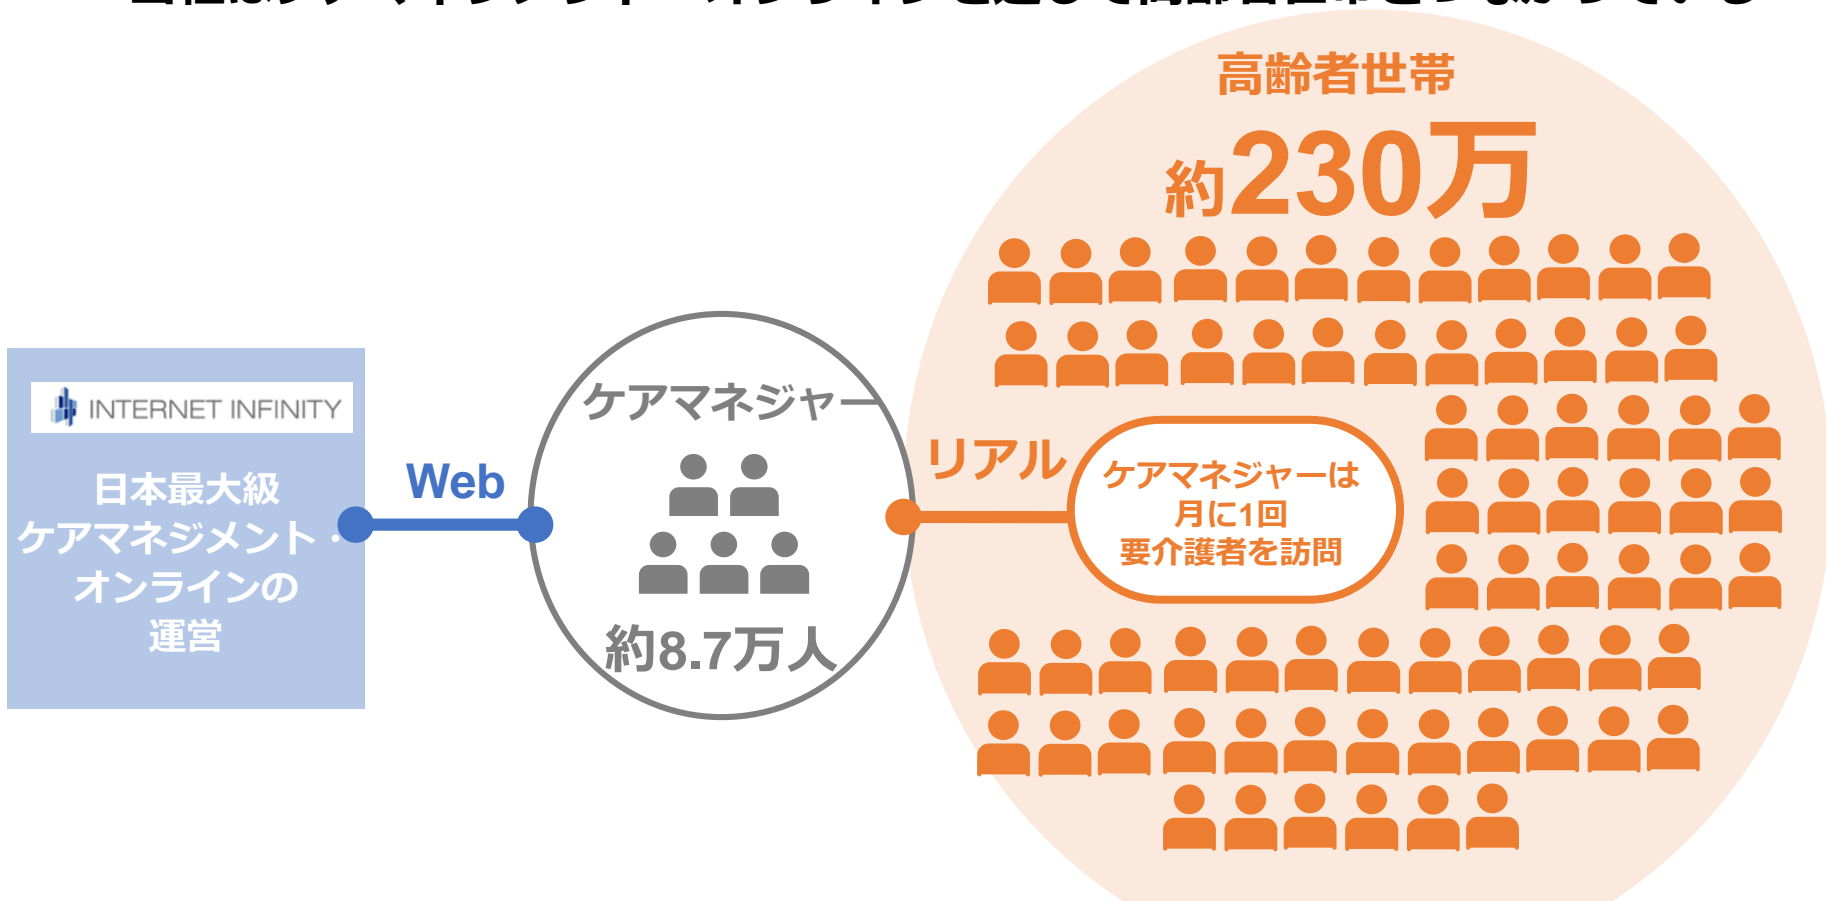 高齢者世帯
約230万
INTERNET INFINITY
日本最大級
ケアマネジメント・
オンラインの
運営
Web
ケアマネジャー
約8.7万人
リアル
ケアマネジャーは
月に1回
要介護者を訪問